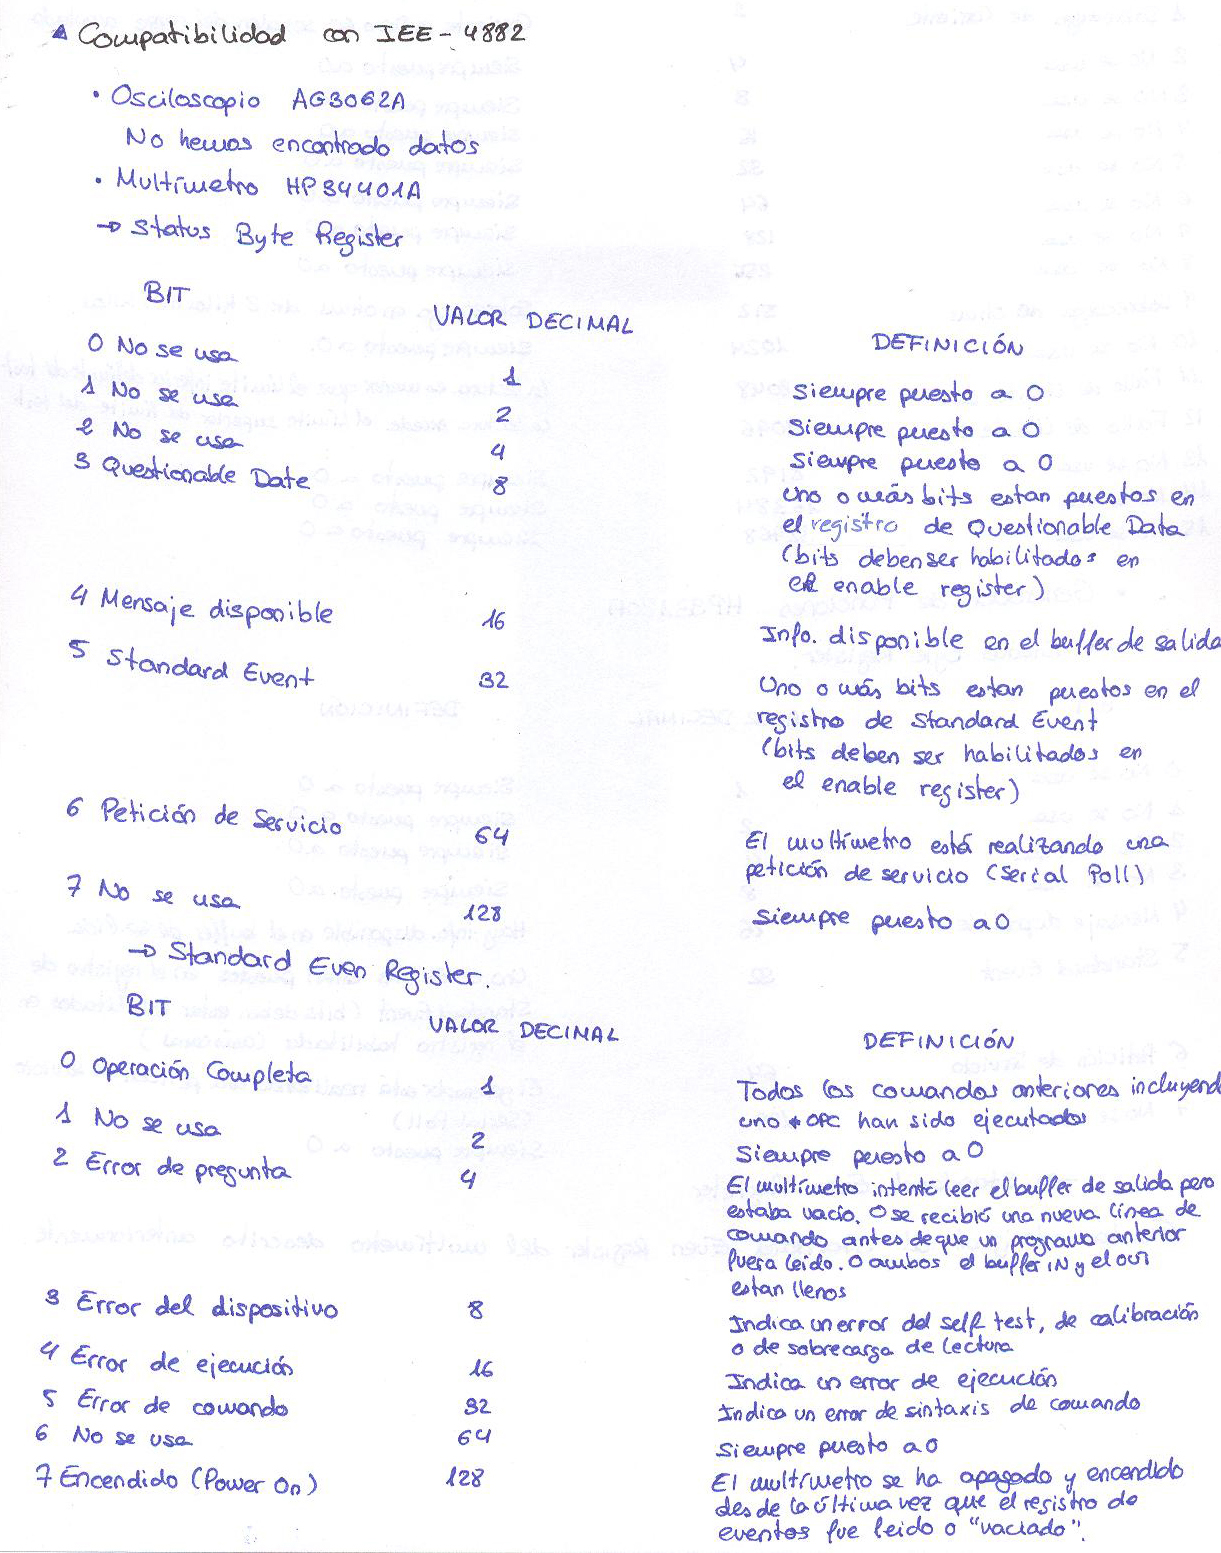 ▲ Compatibilidad con IEE-4882
• Osciloscopio AG3062A
No hemos encontrado datos
• Multímetro HP34401A
→ Status Byte Register
BIT VALOR DECIMAL DEFINICIÓN
0 No se usa 1 Siempre puesto a 0
1 No se usa 2 Siempre puesto a 0
2 No se usa 4 Siempre puesto a 0
3 Questionable Date 8 Uno o más bits estan puestos en
el registro de Questionable Data
(bits deben ser habilitados en
el enable register)
4 Mensaje disponible 16 Info. disponible en el buffer de salida
5 Standard Event 32 Uno o más bits estan puestos en el
registro de Standard Event
(bits deben ser habilitados en
el enable register)
6 Petición de Servicio 64 El multímetro está realizando una
petición de servicio (Serial Poll)
7 No se usa 128 Siempre puesto a 0
→ Standard Even Register.
BIT VALOR DECIMAL DEFINICIÓN
0 Operación Completa 1 Todos los comandos anteriores incluyendo
uno *OPC han sido ejecutados
1 No se usa 2 Siempre puesto a 0
2 Error de pregunta 4 El multímetro intentó leer el buffer de salida pero
estaba vacío. O se recibió una nueva línea de
comando antes de que un programa anterior
fuera leído. O ambos el buffer IN y el OUT
estan llenos
3 Error del dispositivo 8 Indica un error del self test, de calibración
o de sobrecarga de lectura
4 Error de ejecución 16 Indica un error de ejecución
5 Error de comando 32 Indica un error de sintaxis de comando
6 No se usa 64 Siempre puesto a 0
7 Encendido (Power On) 128 El multímetro se ha apagado y encendido
desde la última vez que el registro de
eventos fue leido o "vaciado".